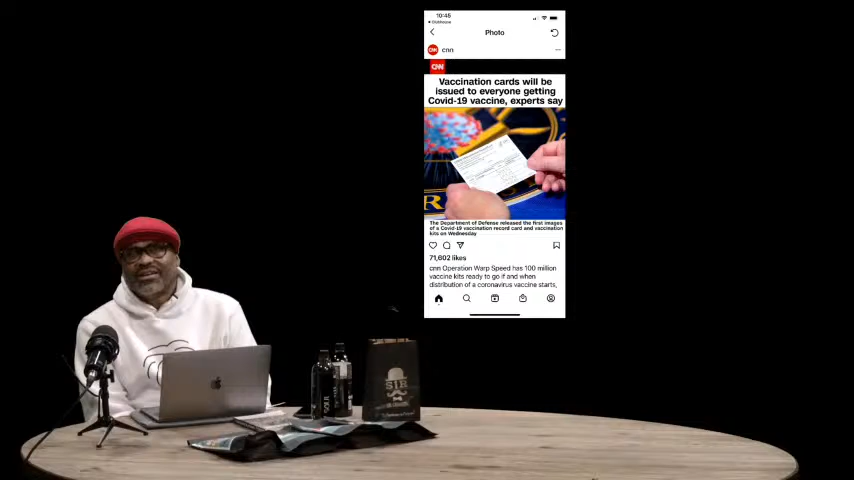 10:45
Clubhouse
Photo
CNN
cnn
CNN
Vaccination cards will be
issued to everyone getting
Covid-19 vaccine, experts say
The Department of Defense released the first images
of a Covid-19 vaccination record card and vaccination
kits on Wednesday
71,602 likes
cnn Operation Warp Speed has 100 million
vaccine kits ready to go if and when
distribution of a coronavirus vaccine starts,
SIR